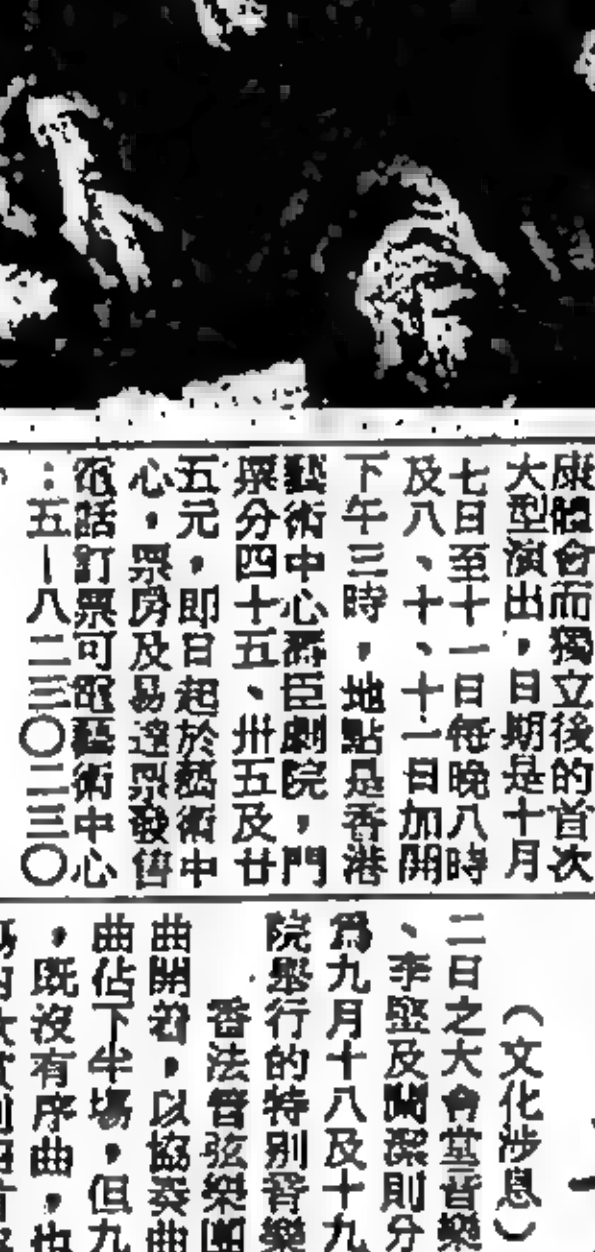 康體會而獨立後的首次
大型演出，日期是十月
七日至十一日每晚八時
及八、十、十一日加開
下午三時，地點是香港
藝術中心壽臣劇院，門
票分四十五、卅五及廿
五元，即日起於藝術中
心，票房及易達票發售
電話訂票可電藝術中心
：五—八二三〇二三〇
（文化涉息）
二日之大會堂音樂
、李堅及闞潔則分
為九月十八及十九
院舉行的特別音樂
香法管弦樂團
曲開始，以協奏曲
曲佔下半場，但九
，既沒有序曲，也